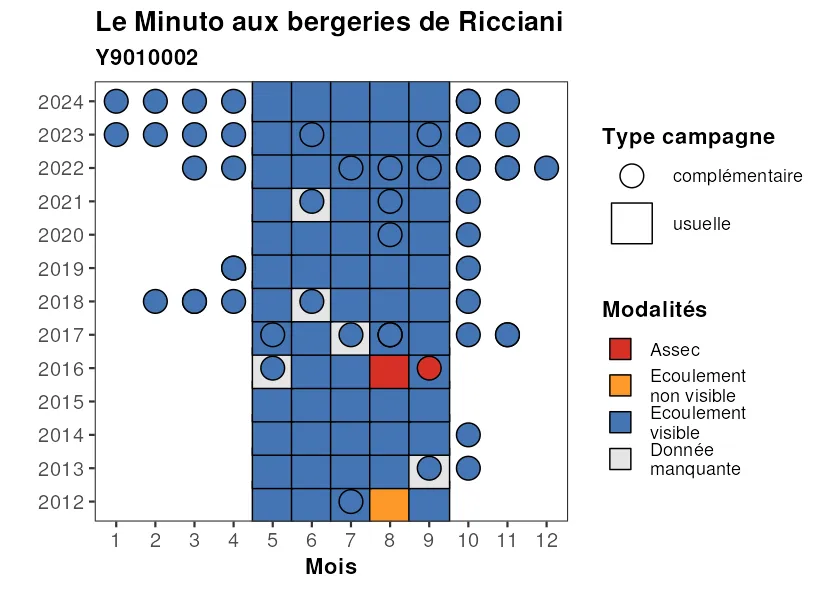 Le Minuto aux bergeries de Ricciani
Y9010002
2024
2023
2022
2021
2020
2019
2018
2017
2016
2015
2014
2013
2012
1 2 3 4 5 6 7 8 9 10 11 12
Mois
Type campagne
complémentaire
usuelle
Modalités
Assec
Ecoulement
non visible
Ecoulement
visible
Donnée
manquante